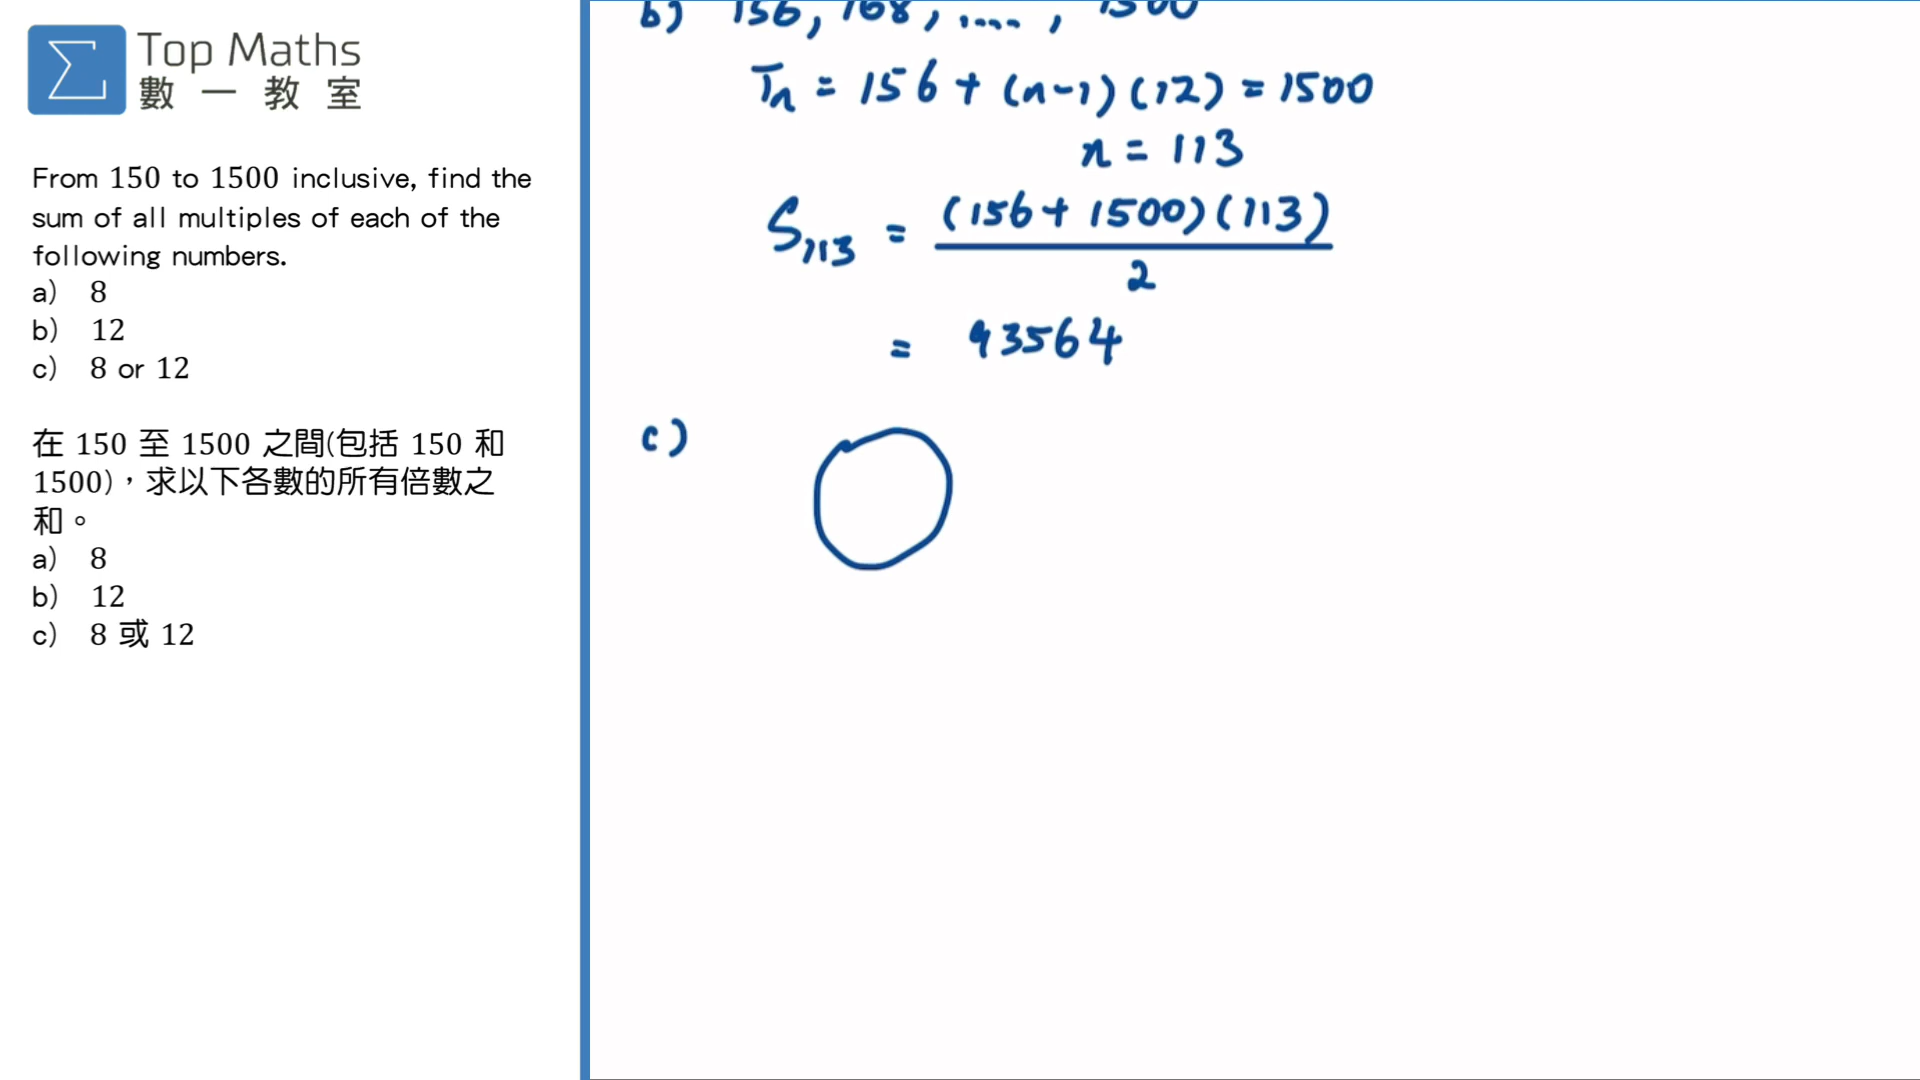 Top Maths
數一教室
From 150 to 1500 inclusive, find the
sum of all multiples of each of the
following numbers.
a) 8
b) 12
c) 8 or 12
在 150 至 1500 之間(包括 150 和
1500)，求以下各數的所有倍數之
和。
a) 8
b) 12
c) 8 或 12
b) 156, 168, ...., 1500
Tn = 156 + (n-1)(12) = 1500
n = 113
S113 = (156 + 1500)(113)
2
= 93564
c)